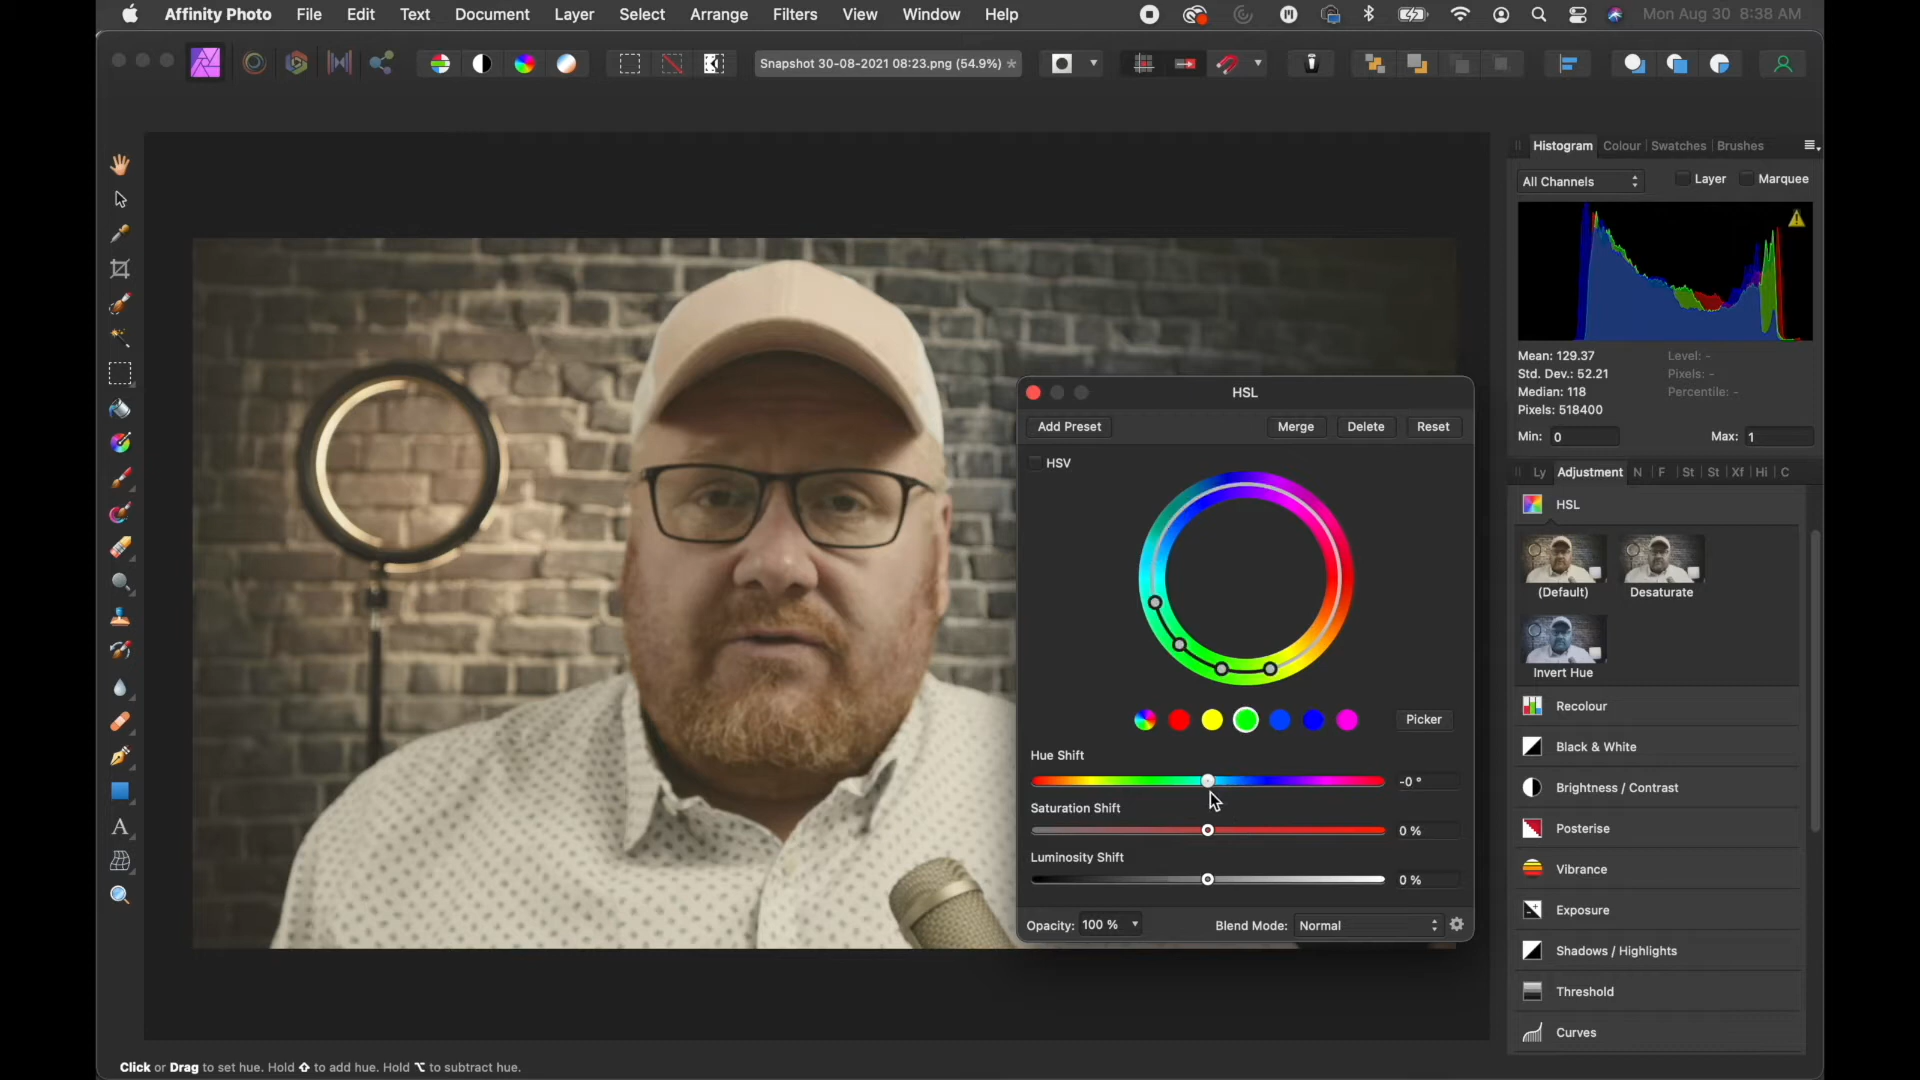 Affinity Photo File Edit Text Document Layer Select Arrange Filters View Window Help Mon Aug 30 8:38 AM
Snapshot 30-08-2021 08:23.png (54.9%) *
Histogram Colour Swatches Brushes
All Channels Layer Marquee
Mean: 129.37 Level: -
Std. Dev.: 52.21 Pixels: -
Median: 118 Percentile: -
Pixels: 518400
Min: 0 Max: 1
Ly Adjustment N F St St Xf Hi C
HSL
(Default) Desaturate
Invert Hue
Recolour
Black & White
Brightness / Contrast
Posterise
Vibrance
Exposure
Shadows / Highlights
Threshold
Curves
HSL
Add Preset Merge Delete Reset
HSV
Picker
Hue Shift
-0 °
Saturation Shift
0 %
Luminosity Shift
0 %
Opacity: 100 % Blend Mode: Normal
Click or Drag to set hue. Hold ⇧ to add hue. Hold ⌥ to subtract hue.